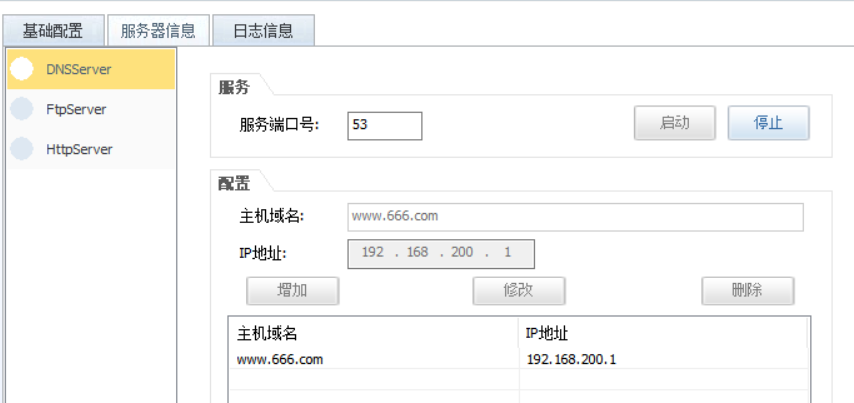 基础配置 服务器信息 日志信息
DNSServer
FtpServer
HttpServer
服务
服务端口号: 53 启动 停止
配置
主机域名: www.666.com
IP地址: 192 . 168 . 200 . 1
增加 修改 删除
主机域名 IP地址
www.666.com 192.168.200.1